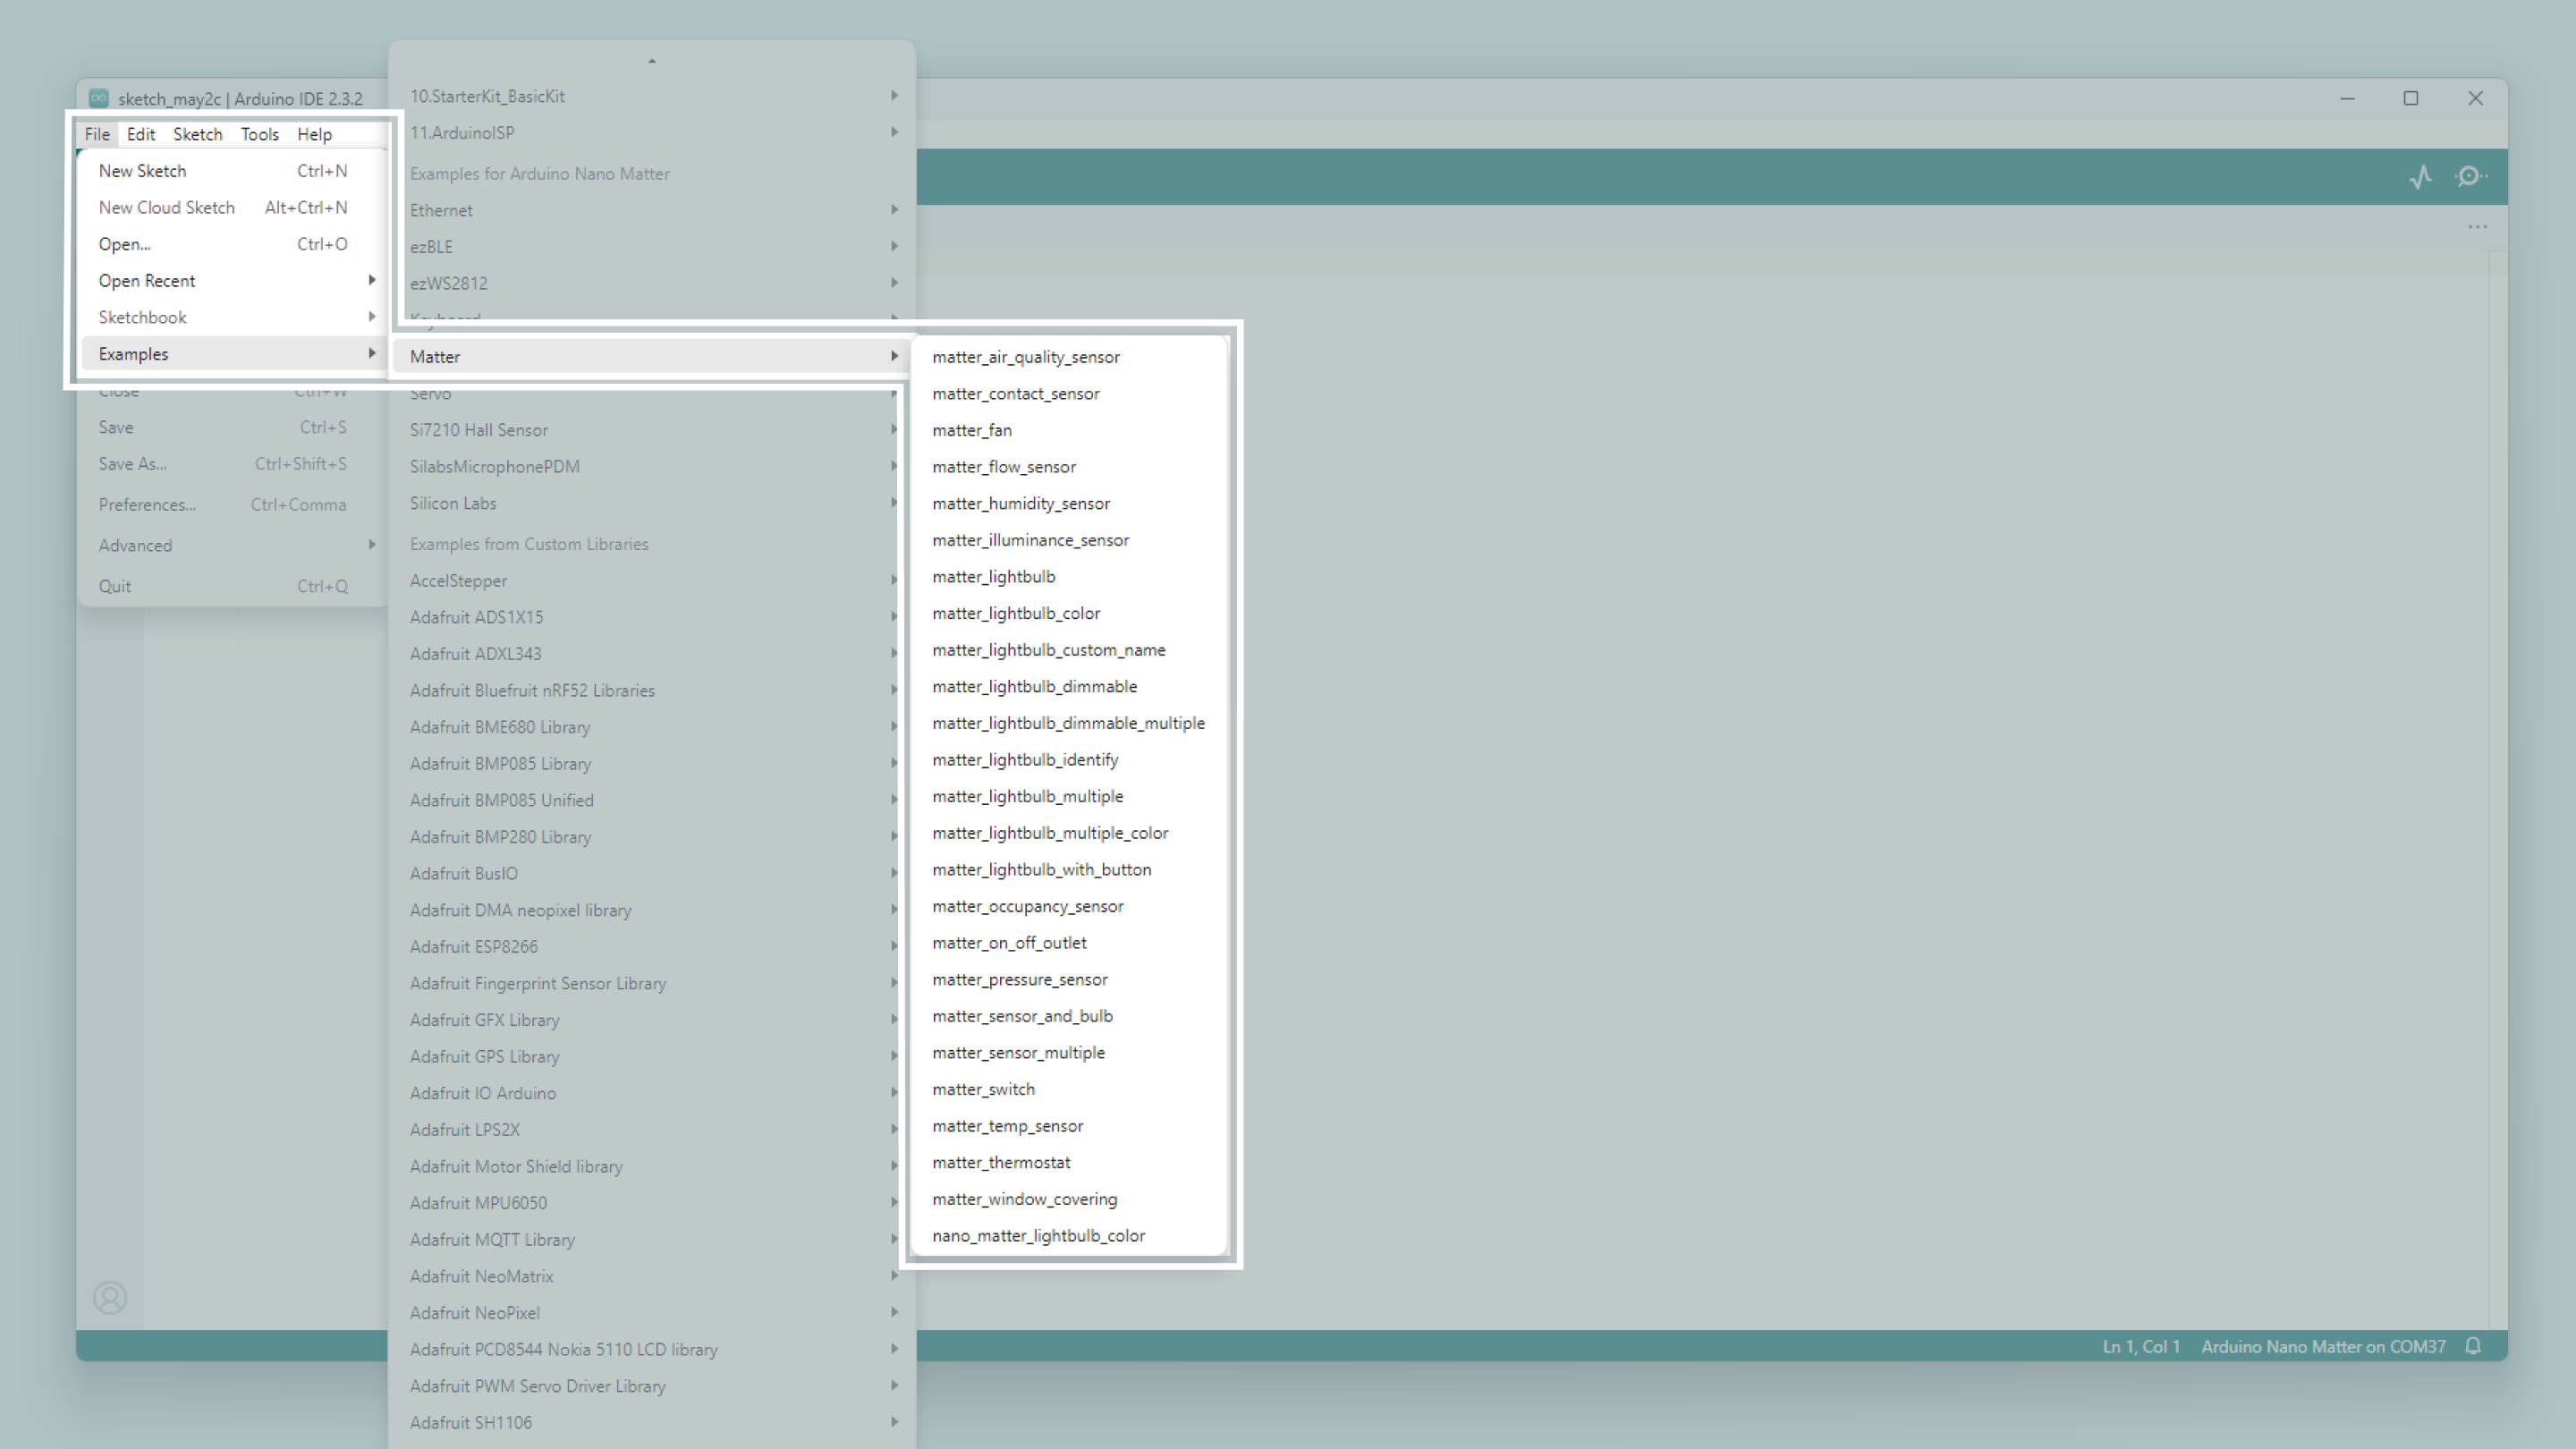 sketch_may2c | Arduino IDE 2.3.2
File Edit Sketch Tools Help
New Sketch Ctrl+N
New Cloud Sketch Alt+Ctrl+N
Open... Ctrl+O
Open Recent
Sketchbook
Examples
Close Ctrl+W
Save Ctrl+S
Save As... Ctrl+Shift+S
Preferences... Ctrl+Comma
Advanced
Quit Ctrl+Q
10.StarterKit_BasicKit
11.ArduinoISP
Examples for Arduino Nano Matter
Ethernet
ezBLE
ezWS2812
Keyboard
Matter
Servo
Si7210 Hall Sensor
SilabsMicrophonePDM
Silicon Labs
Examples from Custom Libraries
AccelStepper
Adafruit ADS1X15
Adafruit ADXL343
Adafruit Bluefruit nRF52 Libraries
Adafruit BME680 Library
Adafruit BMP085 Library
Adafruit BMP085 Unified
Adafruit BMP280 Library
Adafruit BusIO
Adafruit DMA neopixel library
Adafruit ESP8266
Adafruit Fingerprint Sensor Library
Adafruit GFX Library
Adafruit GPS Library
Adafruit IO Arduino
Adafruit LPS2X
Adafruit Motor Shield library
Adafruit MPU6050
Adafruit MQTT Library
Adafruit NeoMatrix
Adafruit NeoPixel
Adafruit PCD8544 Nokia 5110 LCD library
Adafruit PWM Servo Driver Library
Adafruit SH1106
matter_air_quality_sensor
matter_contact_sensor
matter_fan
matter_flow_sensor
matter_humidity_sensor
matter_illuminance_sensor
matter_lightbulb
matter_lightbulb_color
matter_lightbulb_custom_name
matter_lightbulb_dimmable
matter_lightbulb_dimmable_multiple
matter_lightbulb_identify
matter_lightbulb_multiple
matter_lightbulb_multiple_color
matter_lightbulb_with_button
matter_occupancy_sensor
matter_on_off_outlet
matter_pressure_sensor
matter_sensor_and_bulb
matter_sensor_multiple
matter_switch
matter_temp_sensor
matter_thermostat
matter_window_covering
nano_matter_lightbulb_color
Ln 1, Col 1 Arduino Nano Matter on COM37